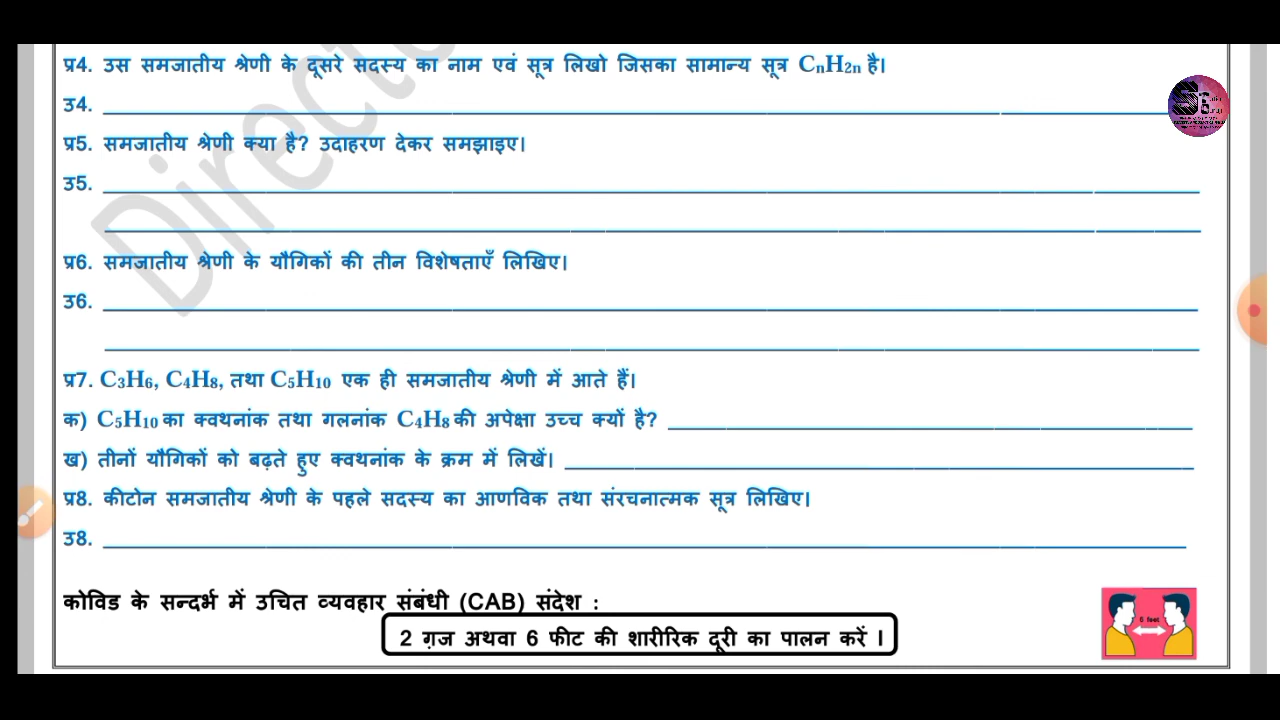 प्र4. उस समजातीय श्रेणी के दूसरे सदस्य का नाम एवं सूत्र लिखो जिसका सामान्य सूत्र CₙH₂ₙ है।
उ4.
प्र5. समजातीय श्रेणी क्या है? उदाहरण देकर समझाइए।
उ5.
प्र6. समजातीय श्रेणी के यौगिकों की तीन विशेषताएँ लिखिए।
उ6.
प्र7. C₃H₆, C₄H₈, तथा C₅H₁₀ एक ही समजातीय श्रेणी में आते हैं।
क) C₅H₁₀ का क्वथनांक तथा गलनांक C₄H₈ की अपेक्षा उच्च क्यों है?
ख) तीनों यौगिकों को बढ़ते हुए क्वथनांक के क्रम में लिखें।
प्र8. कीटोन समजातीय श्रेणी के पहले सदस्य का आणविक तथा संरचनात्मक सूत्र लिखिए।
उ8.
कोविड के सन्दर्भ में उचित व्यवहार संबंधी (CAB) संदेश :
6 feet
2 ग़ज अथवा 6 फीट की शारीरिक दूरी का पालन करें ।
Direct